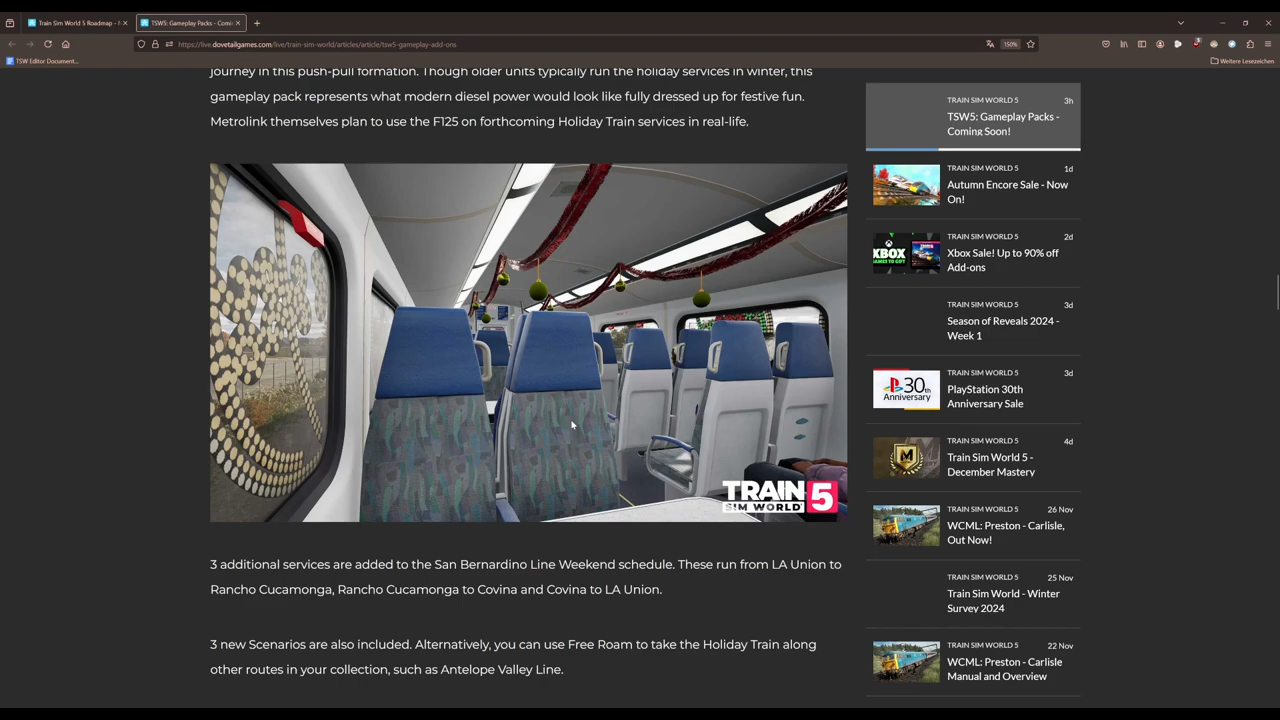 Train Sim World 5 Roadmap - N
TSW5: Gameplay Packs - Comi
https://live.dovetailgames.com/live/train-sim-world/articles/article/tsw5-gameplay-add-ons
150%
TSW Editor Document...
Weitere Lesezeichen
journey in this push-pull formation. Though older units typically run the holiday services in winter, this
gameplay pack represents what modern diesel power would look like fully dressed up for festive fun.
Metrolink themselves plan to use the F125 on forthcoming Holiday Train services in real-life.
TRAIN 5
SIM WORLD
3 additional services are added to the San Bernardino Line Weekend schedule. These run from LA Union to
Rancho Cucamonga, Rancho Cucamonga to Covina and Covina to LA Union.
3 new Scenarios are also included. Alternatively, you can use Free Roam to take the Holiday Train along
other routes in your collection, such as Antelope Valley Line.
TRAIN SIM WORLD 5 3h
TSW5: Gameplay Packs -
Coming Soon!
TRAIN SIM WORLD 5 1d
Autumn Encore Sale - Now
On!
XBOX
TRAIN SIM WORLD 5 2d
Xbox Sale! Up to 90% off
Add-ons
TRAIN SIM WORLD 5 3d
Season of Reveals 2024 -
Week 1
30th
ANNIVERSARY
TRAIN SIM WORLD 5 3d
PlayStation 30th
Anniversary Sale
M
TRAIN SIM WORLD 5 4d
Train Sim World 5 -
December Mastery
TRAIN SIM WORLD 5 26 Nov
WCML: Preston - Carlisle,
Out Now!
TRAIN SIM WORLD 5 25 Nov
Train Sim World - Winter
Survey 2024
TRAIN SIM WORLD 5 22 Nov
WCML: Preston - Carlisle
Manual and Overview